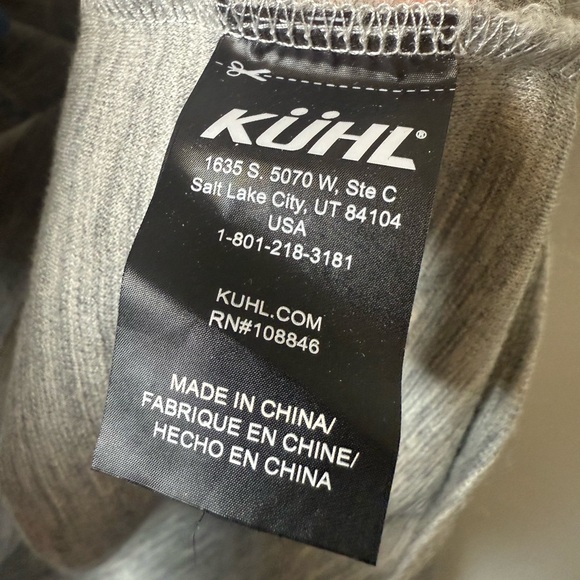 KÜHL®
1635 S. 5070 W, Ste C
Salt Lake City, UT 84104
USA
1-801-218-3181
KUHL.COM
RN#108846
MADE IN CHINA/
FABRIQUE EN CHINE/
HECHO EN CHINA